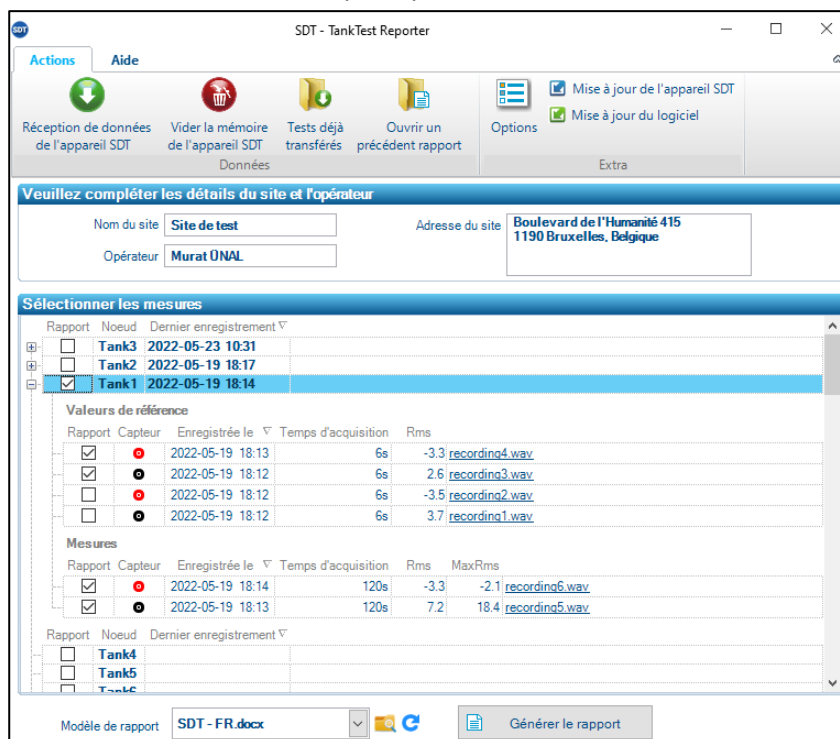 SDT
SDT - TankTest Reporter
Actions Aide
Réception de données de l'appareil SDT
Vider la mémoire de l'appareil SDT
Tests déjà transférés
Ouvrir un précédent rapport
Données
Options
Mise à jour de l'appareil SDT
Mise à jour du logiciel
Extra
Veuillez compléter les détails du site et l'opérateur
Nom du site Site de test
Adresse du site Boulevard de l'Humanité 415
1190 Bruxelles, Belgique
Opérateur Murat ÜNAL
Sélectionner les mesures
Rapport Noeud Dernier enregistrement
Tank3 2022-05-23 10:31
Tank2 2022-05-19 18:17
Tank1 2022-05-19 18:14
Valeurs de référence
Rapport Capteur Enregistrée le Temps d'acquisition Rms
2022-05-19 18:13 6s -3.3 recording4.wav
2022-05-19 18:12 6s 2.6 recording3.wav
2022-05-19 18:12 6s -3.5 recording2.wav
2022-05-19 18:12 6s 3.7 recording1.wav
Mesures
Rapport Capteur Enregistrée le Temps d'acquisition Rms MaxRms
2022-05-19 18:14 120s -3.3 -2.1 recording6.wav
2022-05-19 18:13 120s 7.2 18.4 recording5.wav
Rapport Noeud Dernier enregistrement
Tank4
Tank5
Modèle de rapport SDT - FR.docx Générer le rapport